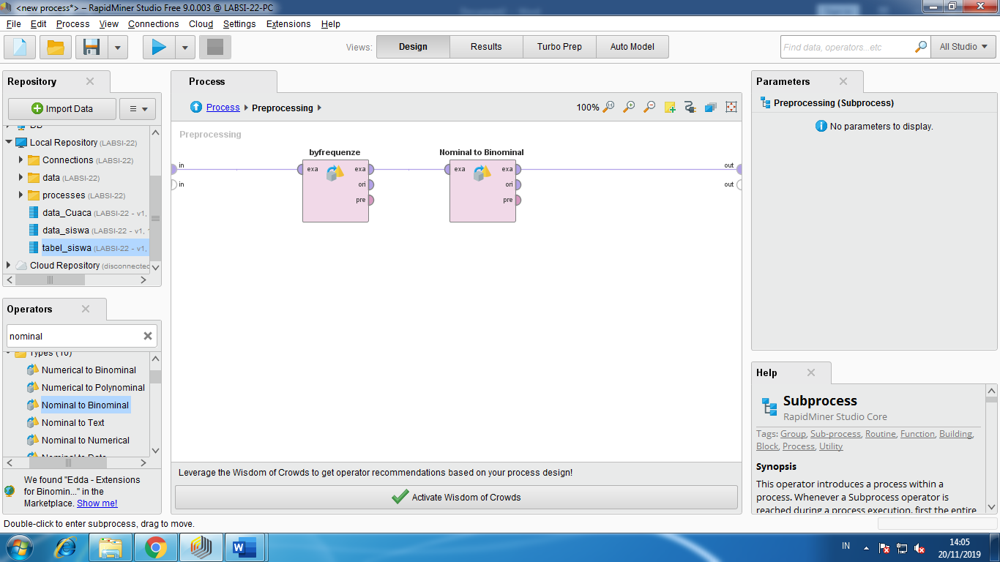 <new process*> – RapidMiner Studio Free 9.0.003 @ LABSI-22-PC
File Edit Process View Connections Cloud Settings Extensions Help
Views: Design Results Turbo Prep Auto Model
Find data, operators...etc All Studio
Repository
Import Data
DB
Local Repository (LABSI-22)
Connections (LABSI-22)
data (LABSI-22)
processes (LABSI-22)
data_Cuaca (LABSI-22 - v1,
data_siswa (LABSI-22 - v1,
tabel_siswa (LABSI-22 - v1,
Cloud Repository (disconnected
Operators
nominal
Types (10)
Numerical to Binominal
Numerical to Polynominal
Nominal to Binominal
Nominal to Text
Nominal to Numerical
Nominal to Date
We found "Edda - Extensions
for Binomin..." in the
Marketplace. Show me!
Process
Process Preprocessing
100%
Preprocessing
byfrequenze Nominal to Binominal
in exa exa exa exa out
in ori ori out
pre pre
Leverage the Wisdom of Crowds to get operator recommendations based on your process design!
Activate Wisdom of Crowds
Parameters
Preprocessing (Subprocess)
No parameters to display.
Help
Subprocess
RapidMiner Studio Core
Tags: Group, Sub-process, Routine, Function, Building,
Block, Process, Utility
Synopsis
This operator introduces a process within a
process. Whenever a Subprocess operator is
reached during a process execution, first the entire
Double-click to enter subprocess, drag to move.
IN
14:05
20/11/2019